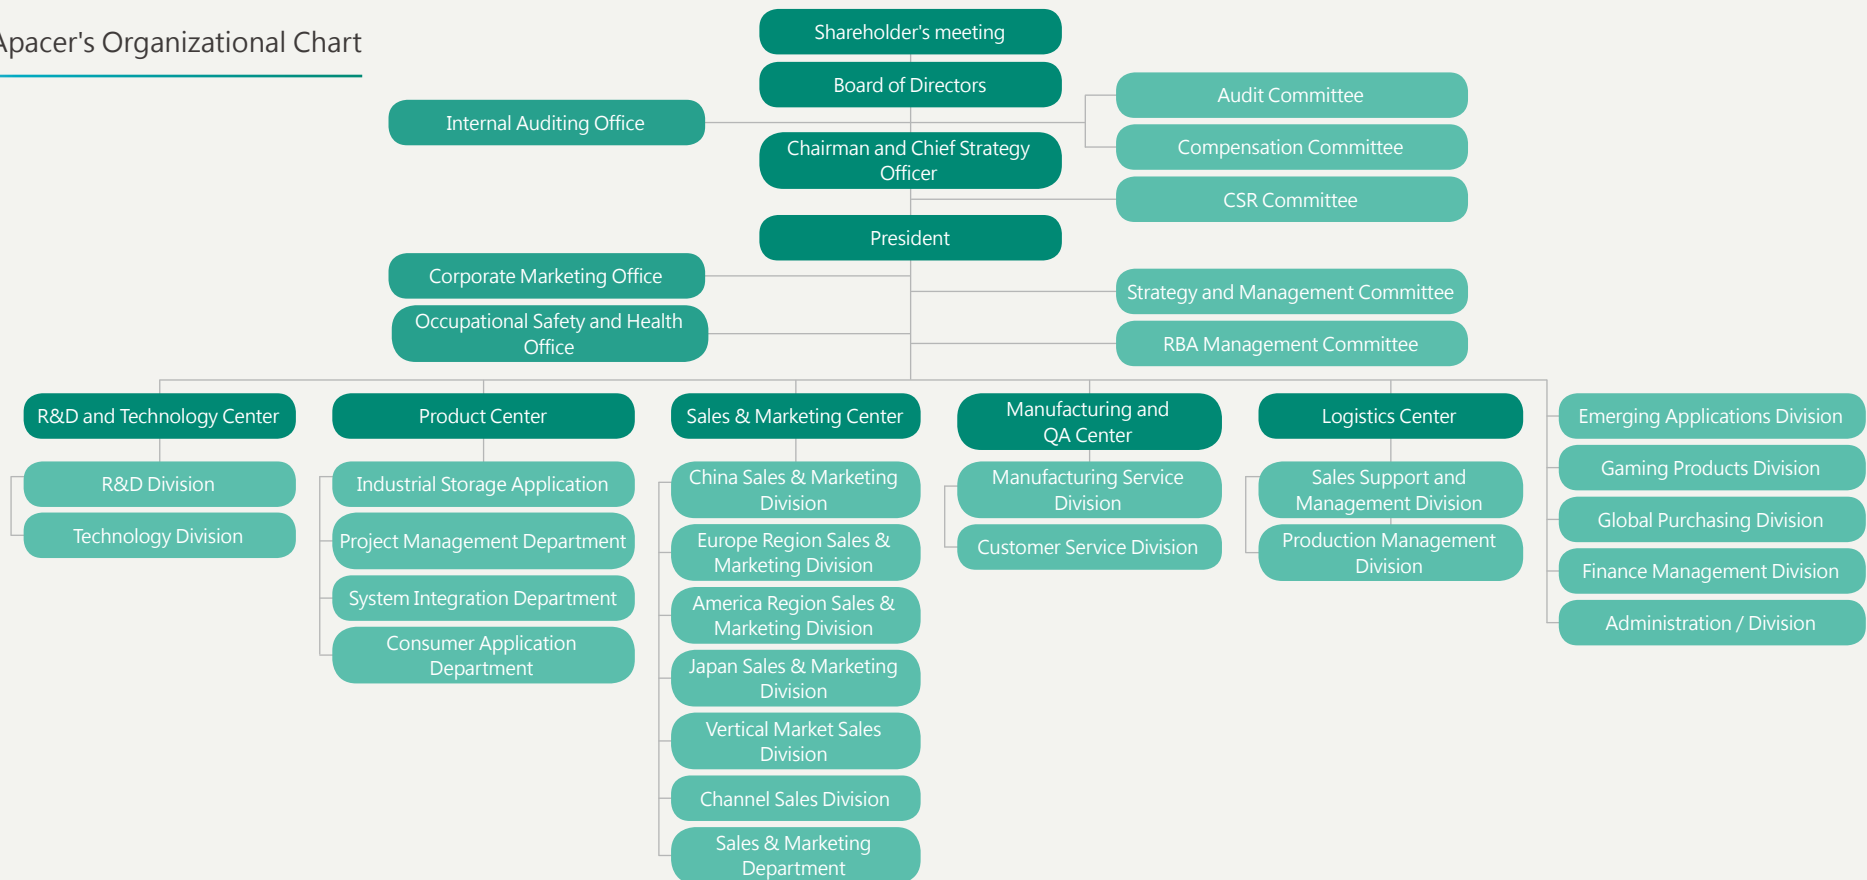 Apacer's Organizational Chart
Shareholder's meeting
Board of Directors
Audit Committee
Internal Auditing Office
Compensation Committee
Chairman and Chief Strategy
Officer
CSR Committee
President
Corporate Marketing Office
Strategy and Management Committee
Occupational Safety and Health
Office
RBA Management Committee
R&D and Technology Center
R&D Division
Technology Division
Product Center
Industrial Storage Application
Project Management Department
System Integration Department
Consumer Application
Department
Sales & Marketing Center
China Sales & Marketing
Division
Europe Region Sales &
Marketing Division
America Region Sales &
Marketing Division
Japan Sales & Marketing
Division
Vertical Market Sales
Division
Channel Sales Division
Sales & Marketing
Department
Manufacturing and
QA Center
Manufacturing Service
Division
Customer Service Division
Logistics Center
Sales Support and
Management Division
Production Management
Division
Emerging Applications Division
Gaming Products Division
Global Purchasing Division
Finance Management Division
Administration / Division